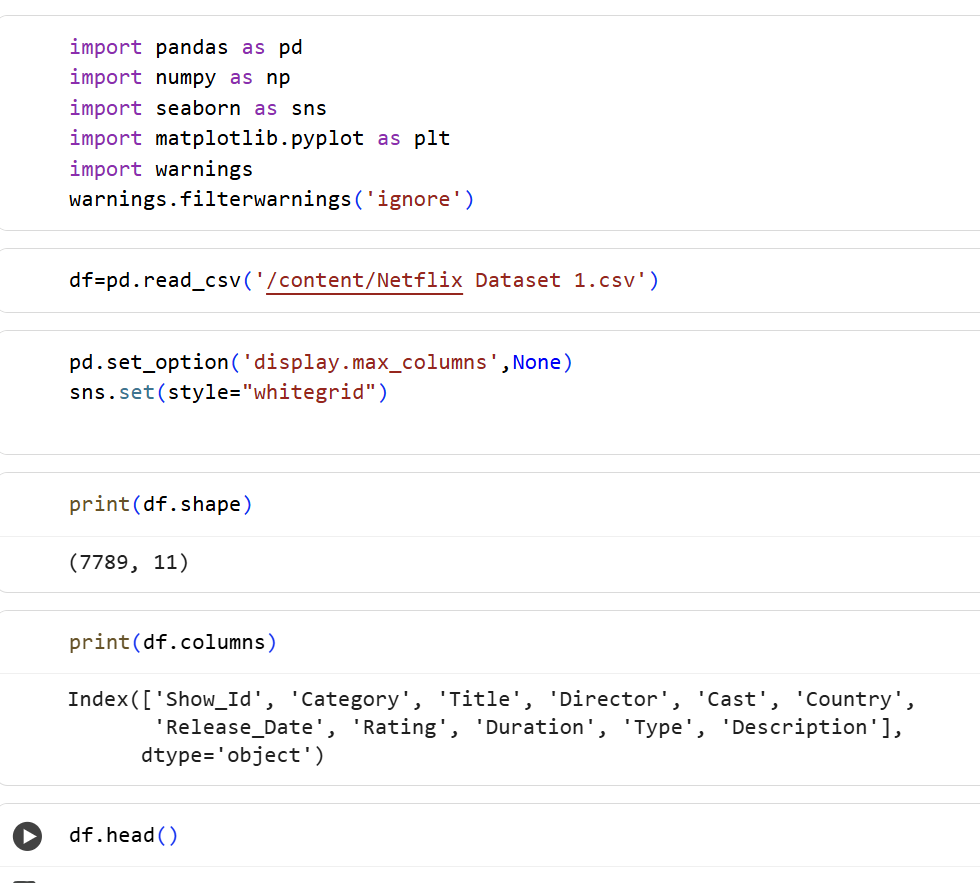 import pandas as pd
import numpy as np
import seaborn as sns
import matplotlib.pyplot as plt
import warnings
warnings.filterwarnings('ignore')
df=pd.read_csv('/content/Netflix Dataset 1.csv')
pd.set_option('display.max_columns',None)
sns.set(style="whitegrid")
print(df.shape)
(7789, 11)
print(df.columns)
Index(['Show_Id', 'Category', 'Title', 'Director', 'Cast', 'Country',
       'Release_Date', 'Rating', 'Duration', 'Type', 'Description'],
      dtype='object')
df.head()